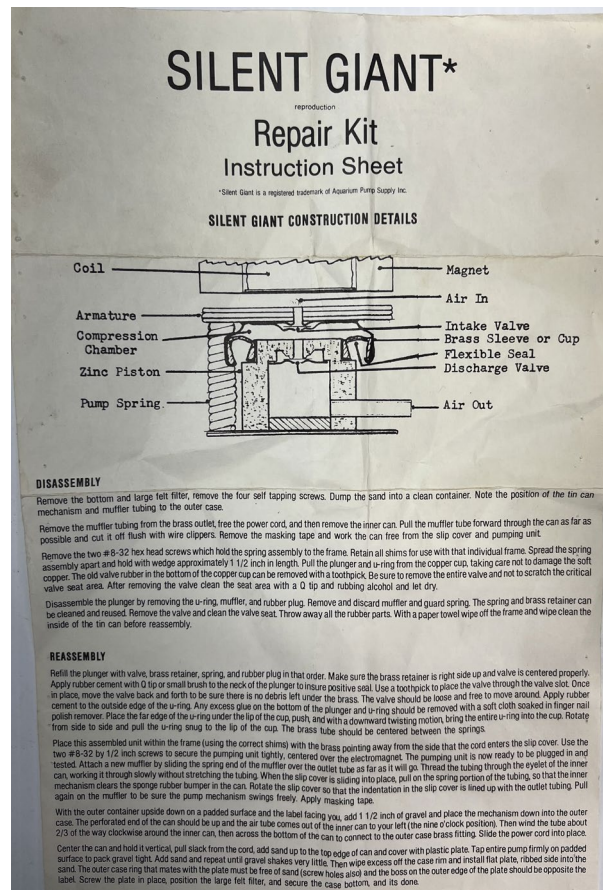 SILENT GIANT*
reproduction
Repair Kit
Instruction Sheet
*Silent Giant is a registered trademark of Aquarium Pump Supply Inc.
SILENT GIANT CONSTRUCTION DETAILS
Coil
Magnet
Air In
Armature
Intake Valve
Compression
Chamber
Brass Sleeve or Cup
Flexible Seal
Zinc Piston
Discharge Valve
Pump Spring
Air Out
DISASSEMBLY
Remove the bottom and large felt filter, remove the four self tapping screws. Dump the sand into a clean container. Note the position of the tin can
mechanism and muffler tubing to the outer case.
Remove the muffler tubing from the brass outlet, free the power cord, and then remove the inner can. Pull the muffler tube forward through the can as far as
possible and cut it off flush with wire clippers. Remove the masking tape and work the can free from the slip cover and pumping unit.
Remove the two #8-32 hex head screws which hold the spring assembly to the frame. Retain all shims for use with that individual frame. Spread the spring
assembly apart and hold with wedge approximately 1 1/2 inch in length. Pull the plunger and u-ring from the copper cup, taking care not to damage the soft
copper. The old valve rubber in the bottom of the copper cup can be removed with a toothpick. Be sure to remove the entire valve and not to scratch the critical
valve seat area. After removing the valve clean the seat area with a Q tip and rubbing alcohol and let dry.
Disassemble the plunger by removing the u-ring, muffler, and rubber plug. Remove and discard muffler and guard spring. The spring and brass retainer can
be cleaned and reused. Remove the valve and clean the valve seat. Throw away all the rubber parts. With a paper towel wipe off the frame and wipe clean the
inside of the tin can before reassembly.
REASSEMBLY
Refill the plunger with valve, brass retainer, spring, and rubber plug in that order. Make sure the brass retainer is right side up and valve is centered properly.
Apply rubber cement with Q tip or small brush to the neck of the plunger to insure positive seal. Use a toothpick to place the valve through the valve slot. Once
in place, move the valve back and forth to be sure there is no debris left under the brass. The valve should be loose and free to move around. Apply rubber
cement to the outside edge of the u-ring. Any excess glue on the bottom of the plunger and u-ring should be removed with a soft cloth soaked in finger nail
polish remover. Place the far edge of the u-ring under the lip of the cup, push, and with a downward twisting motion, bring the entire u-ring into the cup. Rotate
from side to side and pull the u-ring snug to the lip of the cup. The brass tube should be centered between the springs.
Place this assembled unit within the frame (using the correct shims) with the brass pointing away from the side that the cord enters the slip cover. Use the
two #8-32 by 1/2 inch screws to secure the pumping unit tightly, centered over the electromagnet. The pumping unit is now ready to be plugged in and
tested. Attach a new muffler by sliding the spring end of the muffler over the outlet tube as far as it will go. Thread the tubing through the eyelet of the inner
can, working it through slowly without stretching the tubing. When the slip cover is sliding into place, pull on the spring portion of the tubing, so that the inner
mechanism clears the sponge rubber bumper in the can. Rotate the slip cover so that the indentation in the slip cover is lined up with the outlet tubing. Pull
again on the muffler to be sure the pump mechanism swings freely. Apply masking tape.
With the outer container upside down on a padded surface and the label facing you, add 1 1/2 inch of gravel and place the mechanism down into the outer
case. The perforated end of the can should be up and the air tube comes out of the inner can to your left (the nine o'clock position). Then wind the tube about
2/3 of the way clockwise around the inner can, then across the bottom of the can to connect to the outer case brass fitting. Slide the power cord into place.
Center the can and hold it vertical, pull slack from the cord, add sand up to the top edge of can and cover with plastic plate. Tap entire pump firmly on padded
surface to pack gravel tight. Add sand and repeat until gravel shakes very little. Then wipe excess off the case rim and install flat plate, ribbed side into the
sand. The outer case ring that mates with the plate must be free of sand (screw holes also) and the boss on the outer edge of the plate should be opposite the
label. Screw the plate in place, position the large felt filter, and secure the case bottom, and its done.